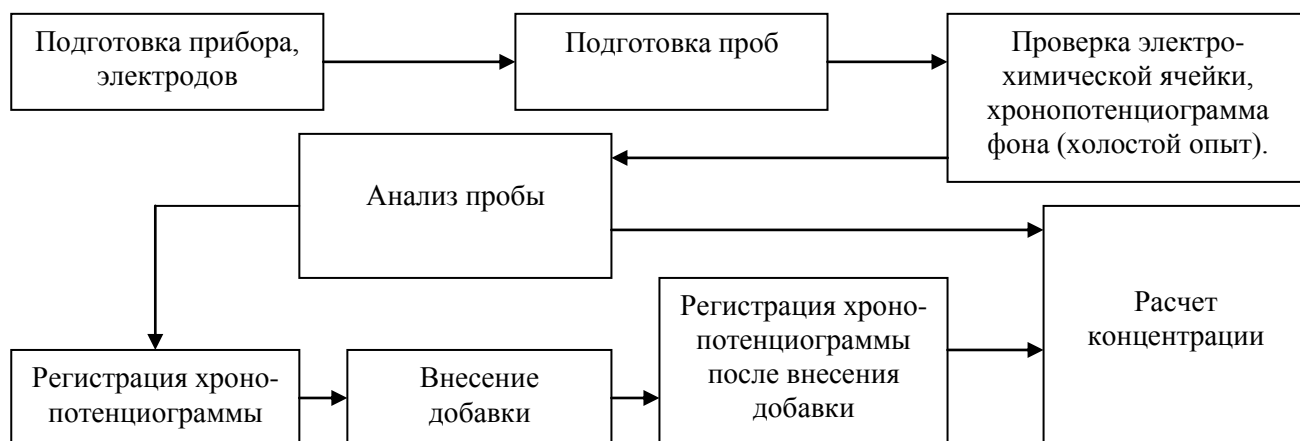 Подготовка прибора,
электродов
Подготовка проб
Проверка электро-
химической ячейки,
хронопотенциограмма
фона (холостой опыт).
Анализ пробы
Регистрация хроно-
потенциограммы
Внесение
добавки
Регистрация хроно-
потенциограммы
после внесения
добавки
Расчет
концентрации